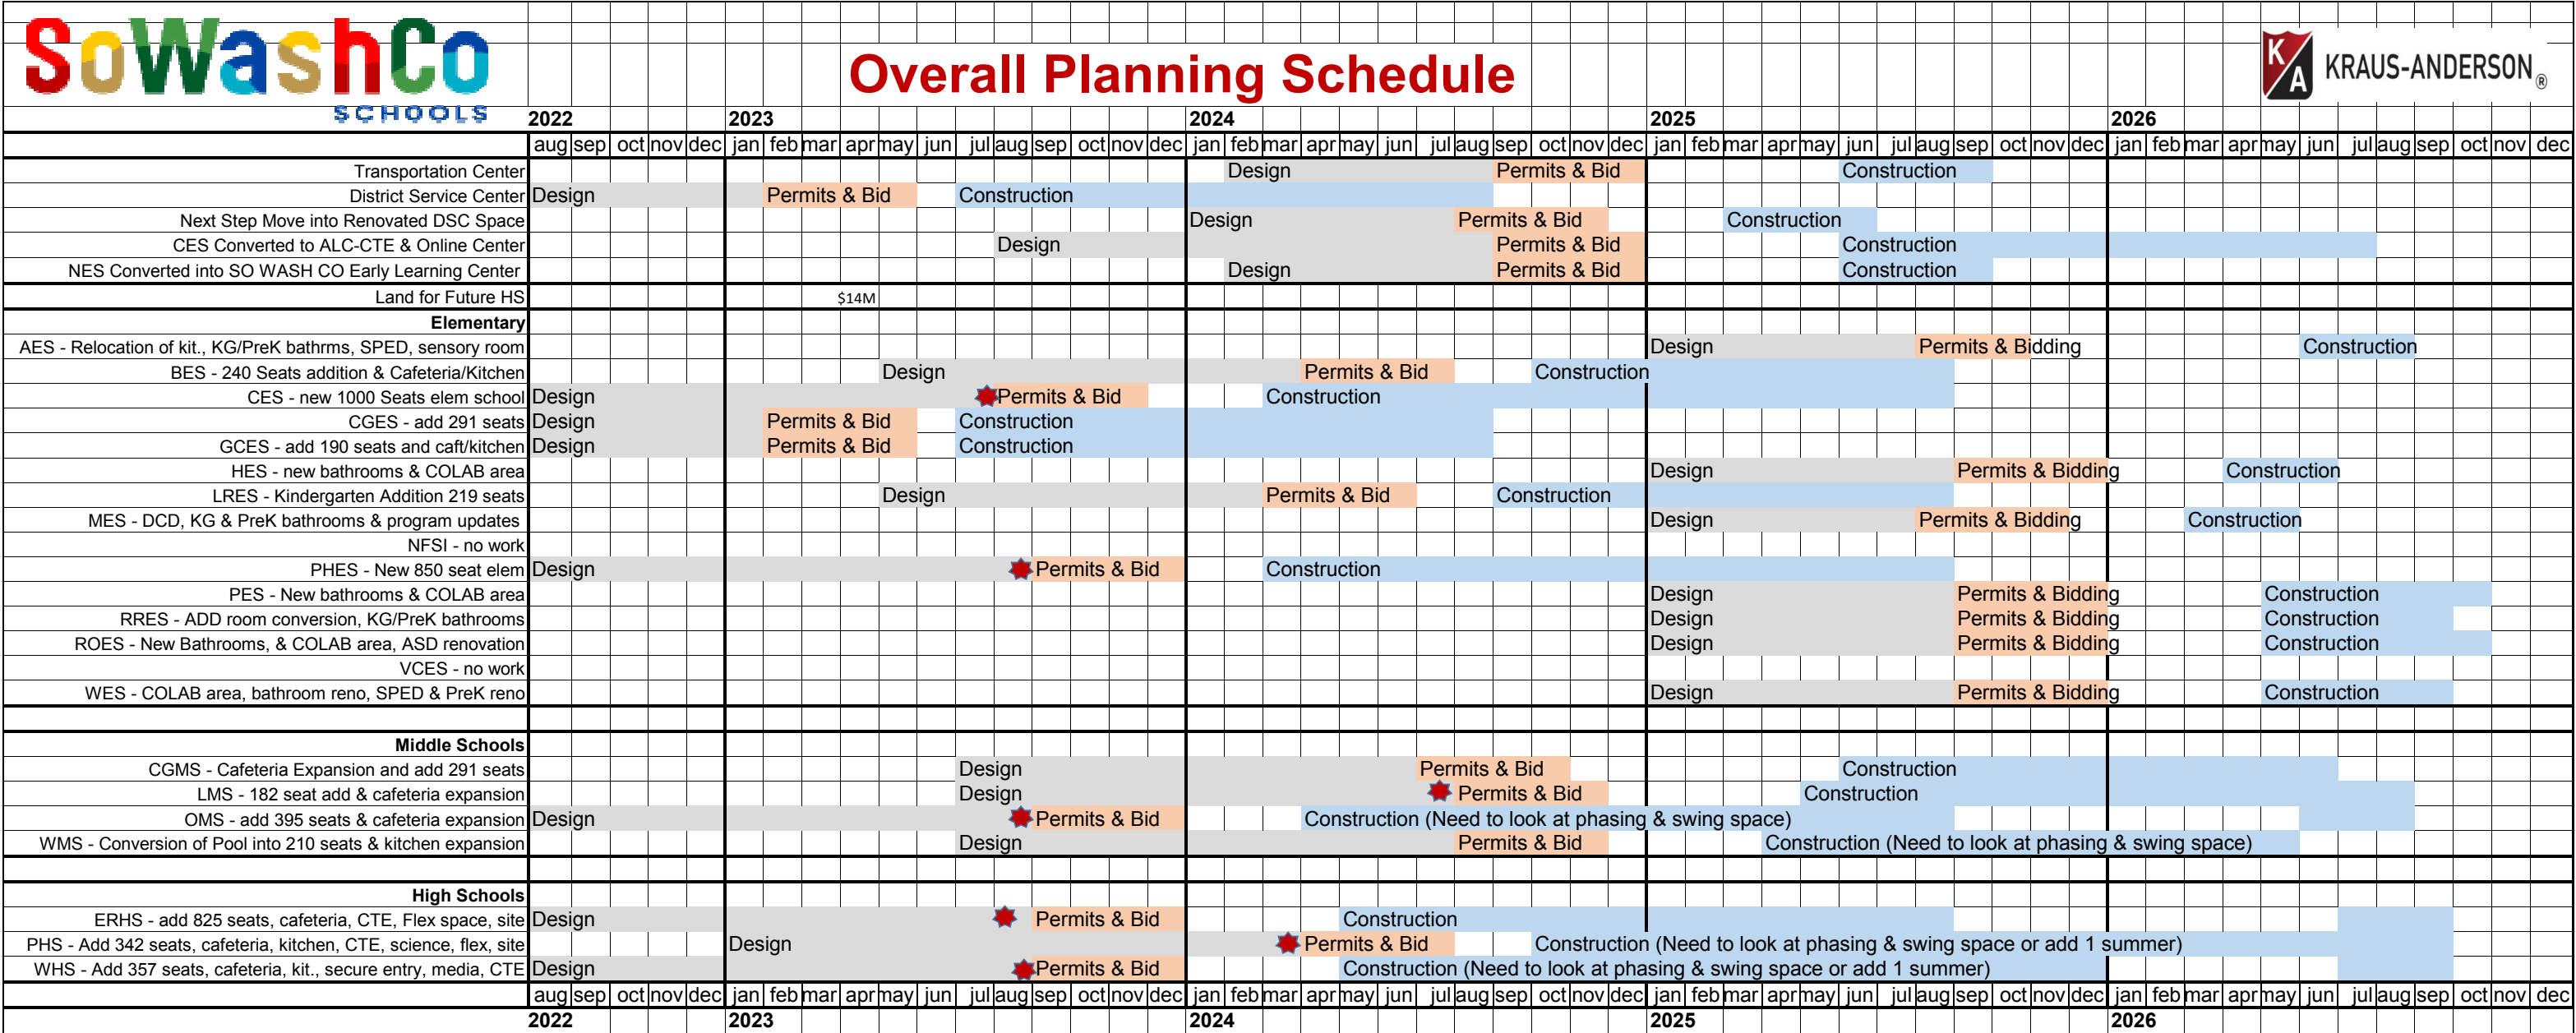 SoWashCo
SCHOOLS
Overall Planning Schedule
K A KRAUS-ANDERSON ®
2022 2023 2024 2025 2026
aug sep oct nov dec jan feb mar apr may jun jul aug sep oct nov dec jan feb mar apr may jun jul aug sep oct nov dec jan feb mar apr may jun jul aug sep oct nov dec jan feb mar apr may jun jul aug sep oct nov dec
Transportation Center Design Permits & Bid Construction
District Service Center Design Permits & Bid Construction
Next Step Move into Renovated DSC Space Design Permits & Bid Construction
CES Converted to ALC-CTE & Online Center Design Permits & Bid Construction
NES Converted into SO WASH CO Early Learning Center Design Permits & Bid Construction
Land for Future HS $14M
Elementary
AES - Relocation of kit., KG/PreK bathrms, SPED, sensory room Design Permits & Bidding Construction
BES - 240 Seats addition & Cafeteria/Kitchen Design Permits & Bid Construction
CES - new 1000 Seats elem school Design Permits & Bid Construction
CGES - add 291 seats Design Permits & Bid Construction
GCES - add 190 seats and caft/kitchen Design Permits & Bid Construction
HES - new bathrooms & COLAB area Design Permits & Bidding Construction
LRES - Kindergarten Addition 219 seats Design Permits & Bid Construction
MES - DCD, KG & PreK bathrooms & program updates Design Permits & Bidding Construction
NFSI - no work
PHES - New 850 seat elem Design Permits & Bid Construction
PES - New bathrooms & COLAB area Design Permits & Bidding Construction
RRES - ADD room conversion, KG/PreK bathrooms Design Permits & Bidding Construction
ROES - New Bathrooms, & COLAB area, ASD renovation Design Permits & Bidding Construction
VCES - no work
WES - COLAB area, bathroom reno, SPED & PreK reno Design Permits & Bidding Construction
Middle Schools
CGMS - Cafeteria Expansion and add 291 seats Design Permits & Bid Construction
LMS - 182 seat add & cafeteria expansion Design Permits & Bid Construction
OMS - add 395 seats & cafeteria expansion Design Permits & Bid Construction (Need to look at phasing & swing space)
WMS - Conversion of Pool into 210 seats & kitchen expansion Design Permits & Bid Construction (Need to look at phasing & swing space)
High Schools
ERHS - add 825 seats, cafeteria, CTE, Flex space, site Design Permits & Bid Construction
PHS - Add 342 seats, cafeteria, kitchen, CTE, science, flex, site Design Permits & Bid Construction (Need to look at phasing & swing space or add 1 summer)
WHS - Add 357 seats, cafeteria, kit., secure entry, media, CTE Design Permits & Bid Construction (Need to look at phasing & swing space or add 1 summer)
aug sep oct nov dec jan feb mar apr may jun jul aug sep oct nov dec jan feb mar apr may jun jul aug sep oct nov dec jan feb mar apr may jun jul aug sep oct nov dec jan feb mar apr may jun jul aug sep oct nov dec
2022 2023 2024 2025 2026